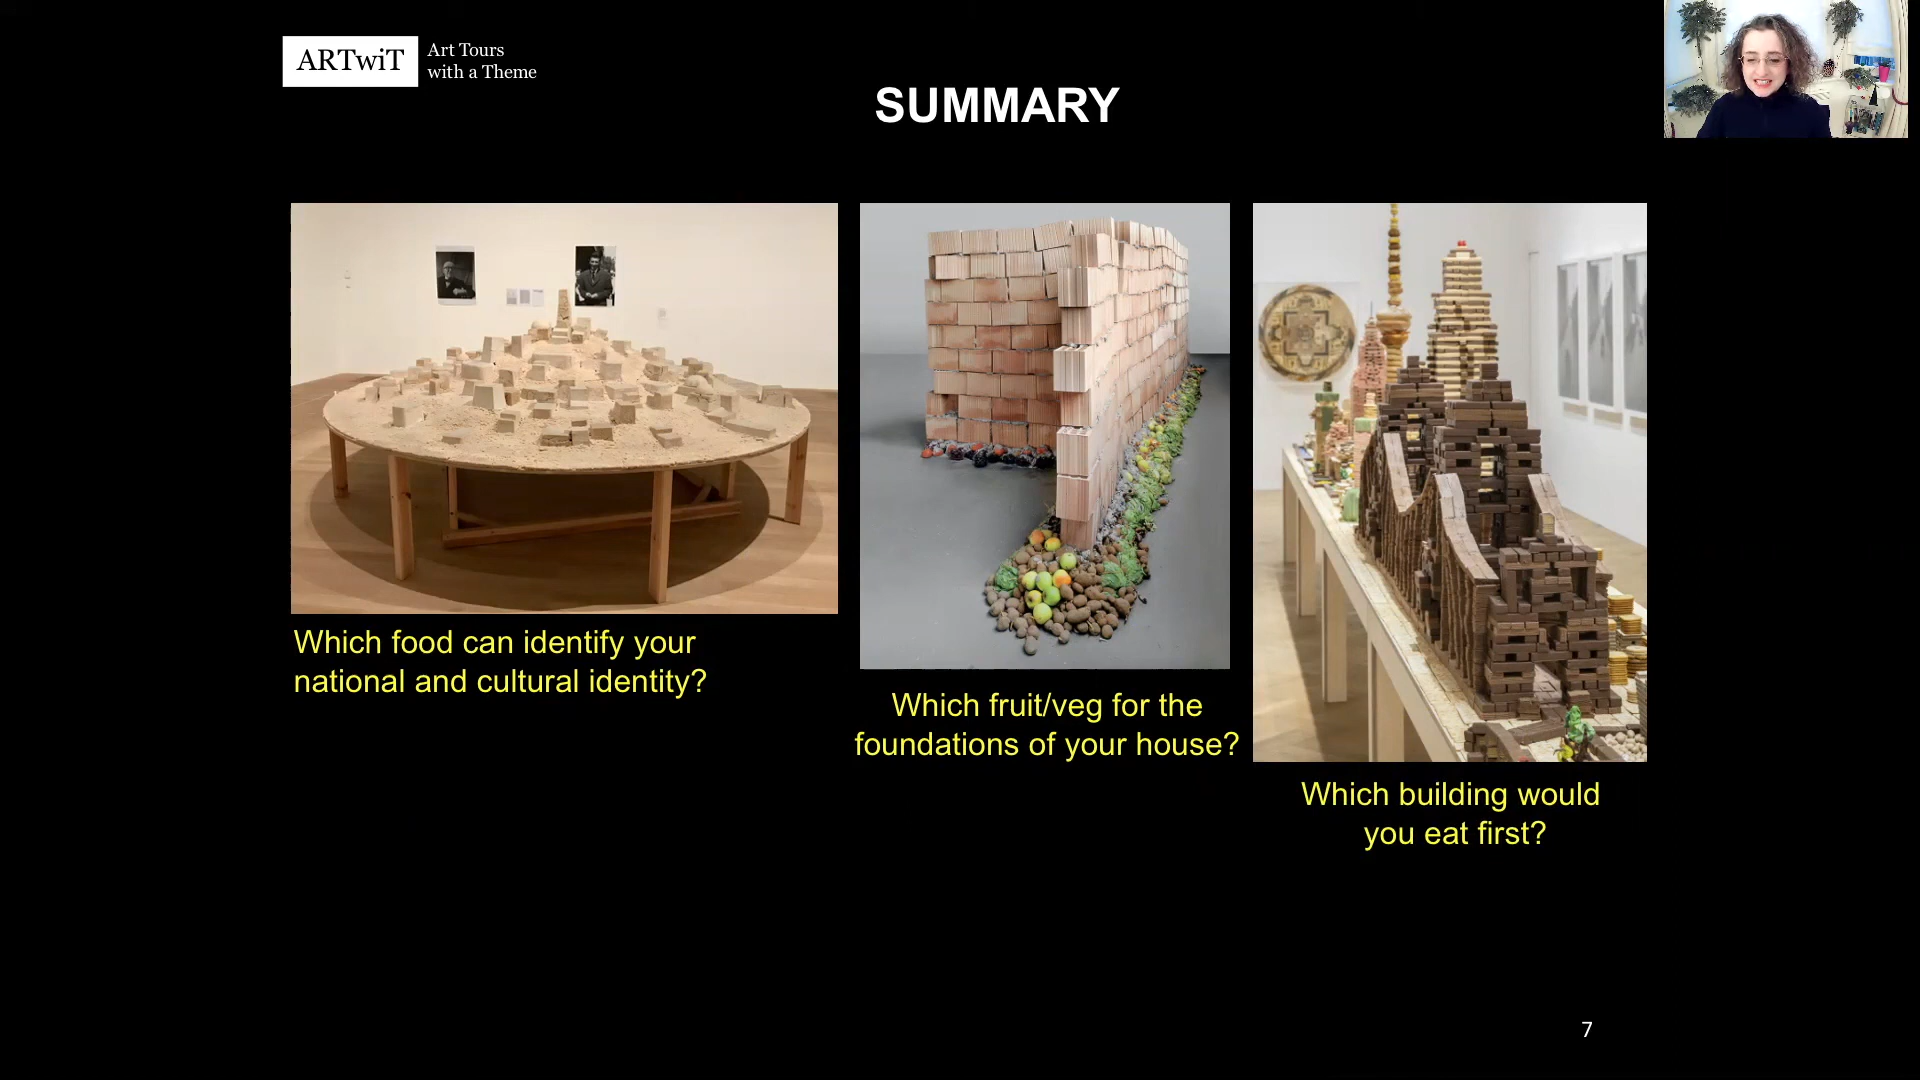 ARTwiT
Art Tours
with a Theme
SUMMARY
Which food can identify your
national and cultural identity?
Which fruit/veg for the
foundations of your house?
Which building would
you eat first?
7